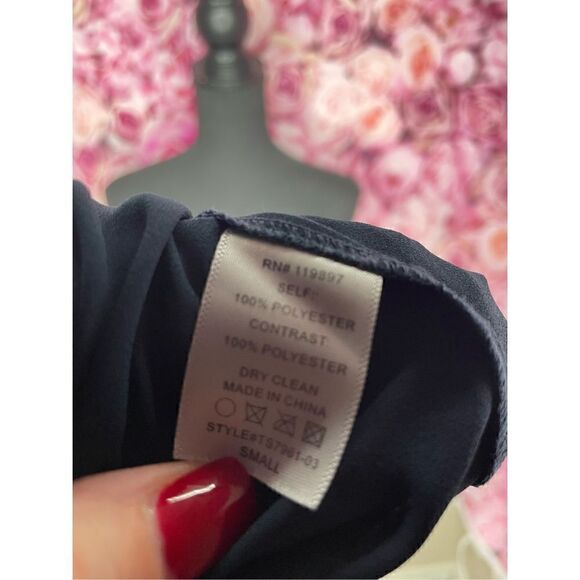 RN# 119897
SELF:
100% POLYESTER
CONTRAST
100% POLYESTER
DRY CLEAN
MADE IN CHINA
STYLE#TS7961-03
SMALL